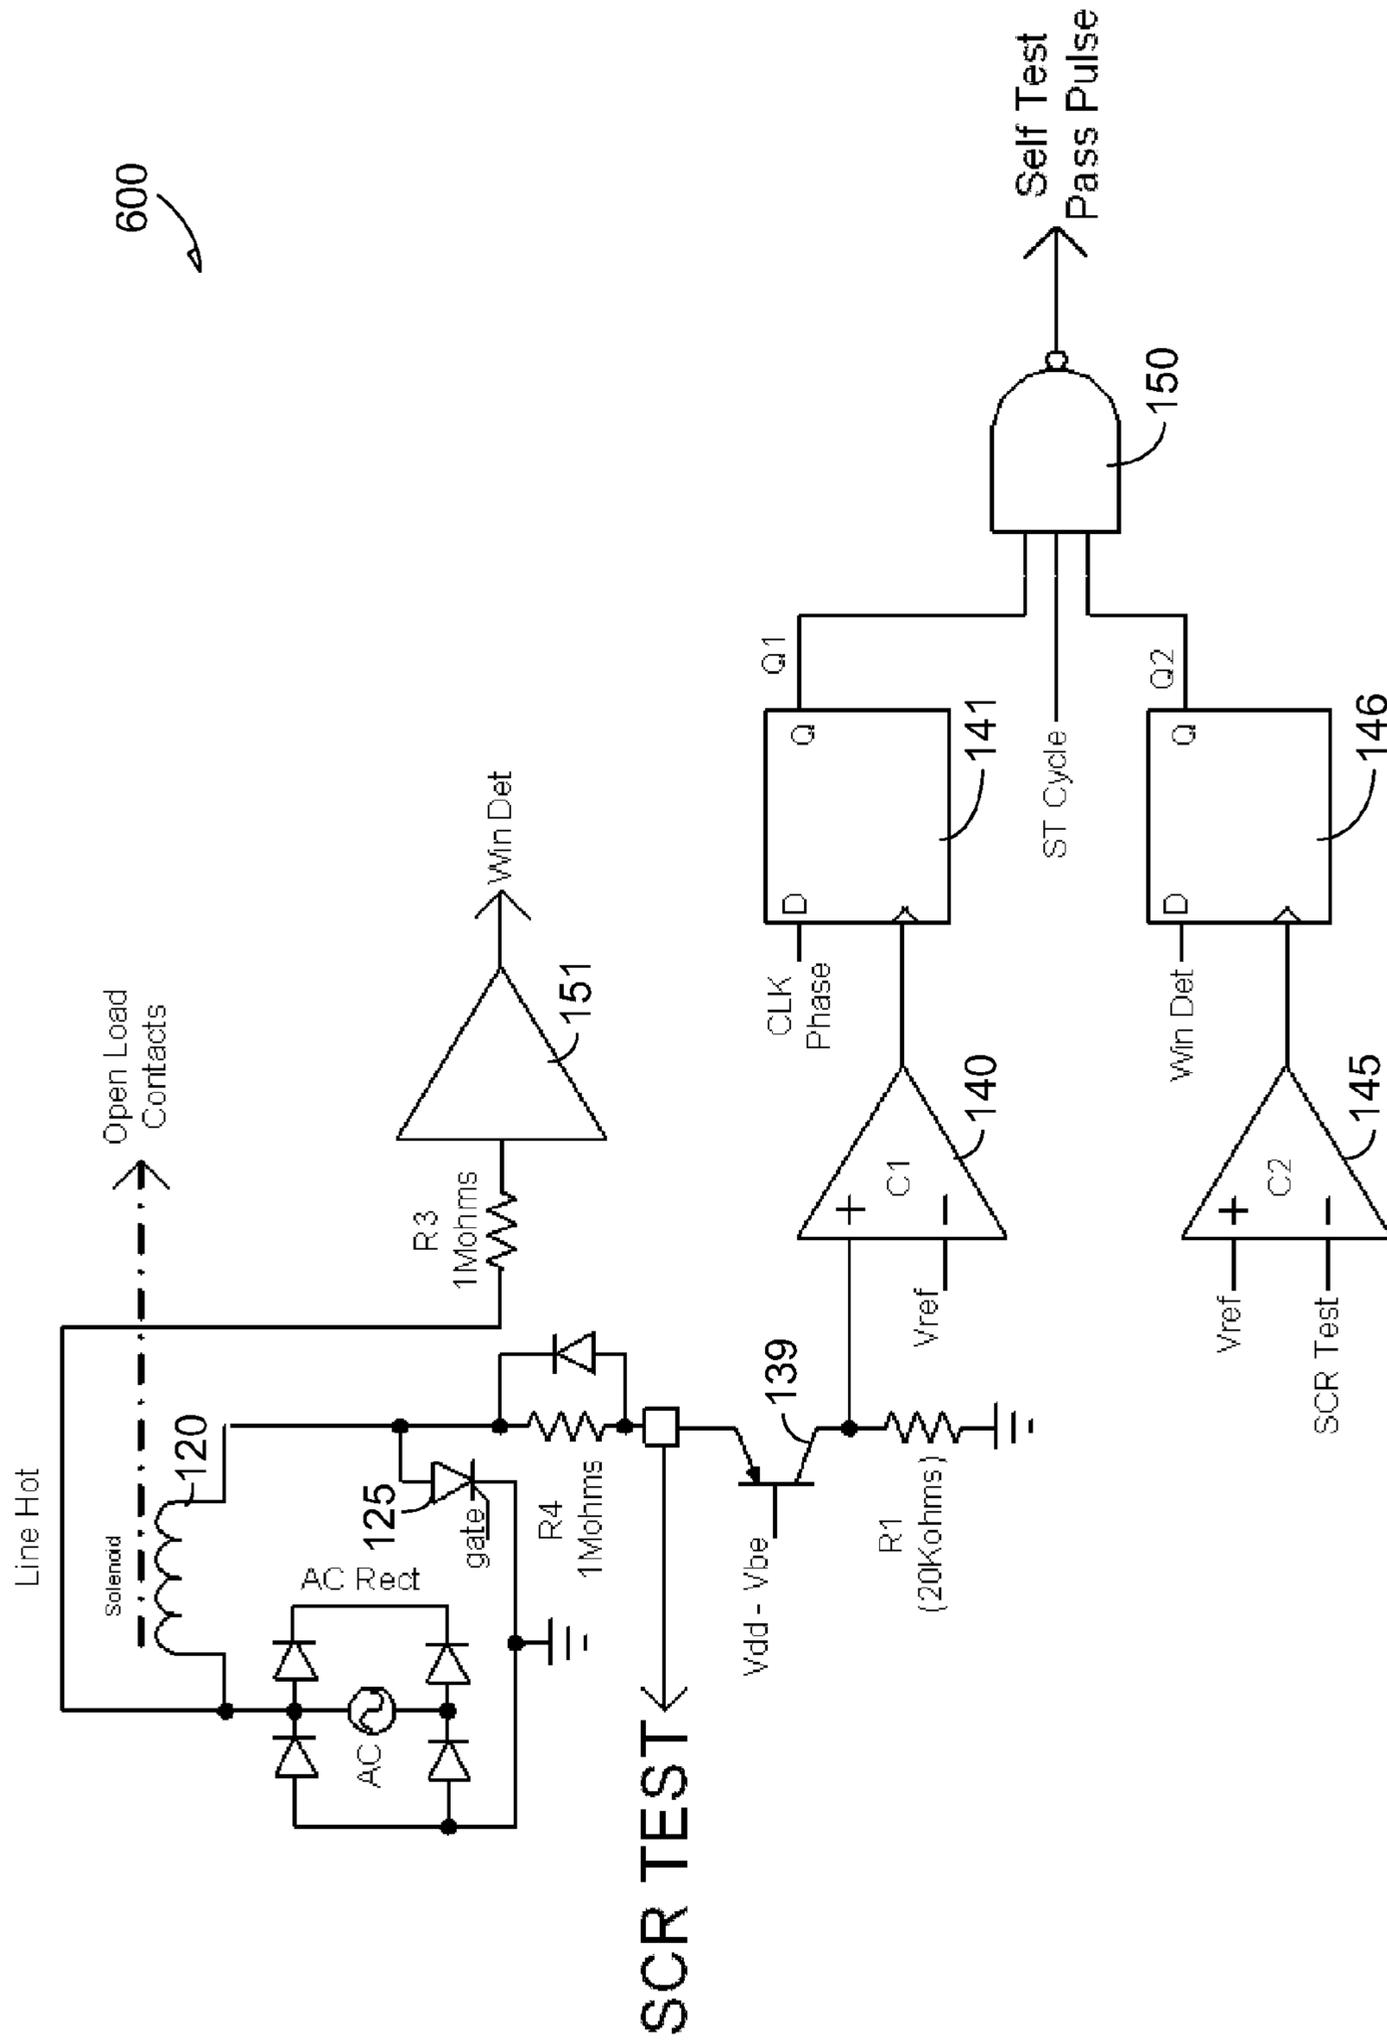 600
Line Hot
Open Load
Contacts
Solenoid
120
AC Rect
AC
125
gate
R3
1Mohms
151
Win Det
R4
1Mohms
SCR TEST
Vdd - Vbe
139
R1
(20Kohms)
Vref
+
−
C1
140
CLK
Phase
D
Q
141
Q1
ST Cycle
Vref
SCR Test
+
−
C2
145
Win Det
D
Q
146
Q2
150
Self Test
Pass Pulse